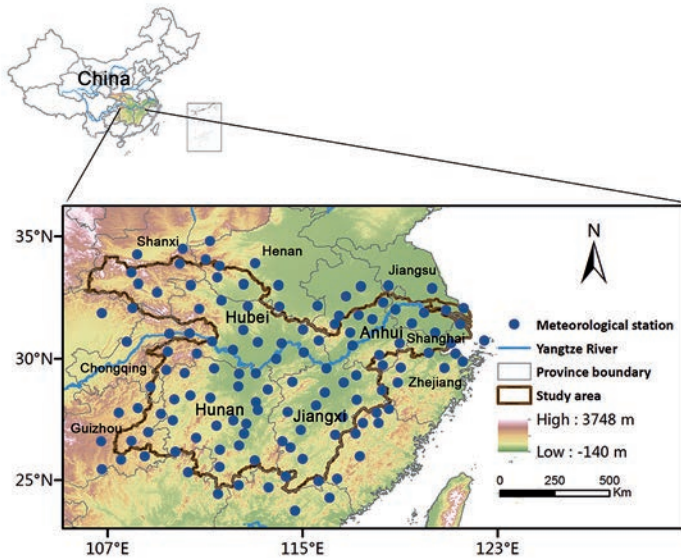 China
35°N
30°N
25°N
107°E
115°E
123°E
Shanxi
Henan
Jiangsu
Hubei
Anhui
Shanghai
Chongqing
Zhejiang
Hunan
Jiangxi
Guizhou
N
Meteorological station
Yangtze River
Province boundary
Study area
High : 3748 m
Low : -140 m
0 250 500
Km